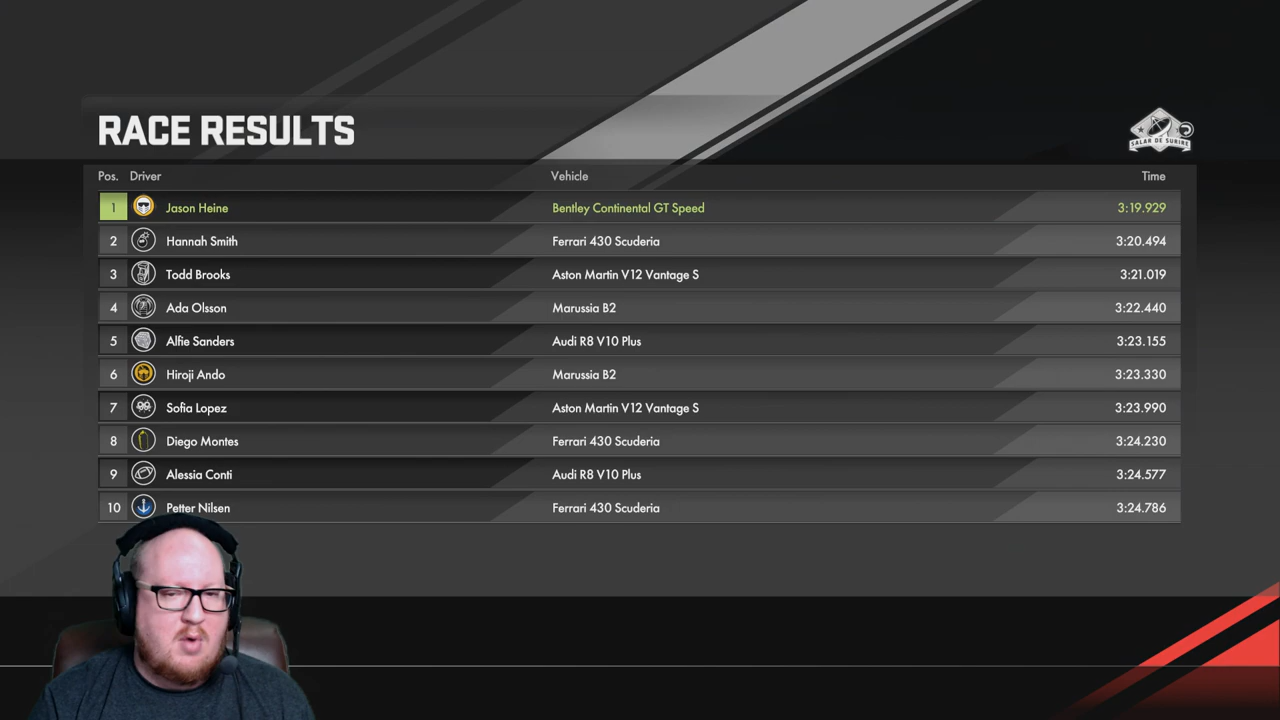 RACE RESULTS
SALAR DE SURIRE
Pos. Driver Vehicle Time
1 Jason Heine Bentley Continental GT Speed 3:19.929
2 Hannah Smith Ferrari 430 Scuderia 3:20.494
3 Todd Brooks Aston Martin V12 Vantage S 3:21.019
4 Ada Olsson Marussia B2 3:22.440
5 Alfie Sanders Audi R8 V10 Plus 3:23.155
6 Hiroji Ando Marussia B2 3:23.330
7 Sofia Lopez Aston Martin V12 Vantage S 3:23.990
8 Diego Montes Ferrari 430 Scuderia 3:24.230
9 Alessia Conti Audi R8 V10 Plus 3:24.577
10 Petter Nilsen Ferrari 430 Scuderia 3:24.786